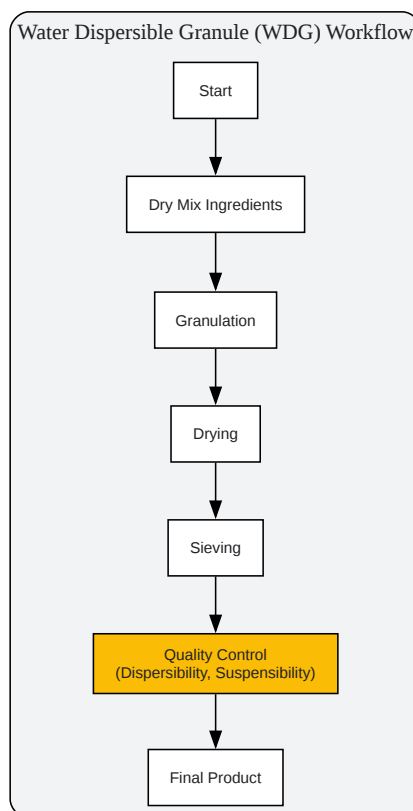 Water Dispersible Granule (WDG) Workflow
Start
Dry Mix Ingredients
Granulation
Drying
Sieving
Quality Control
(Dispersibility, Suspensibility)
Final Product